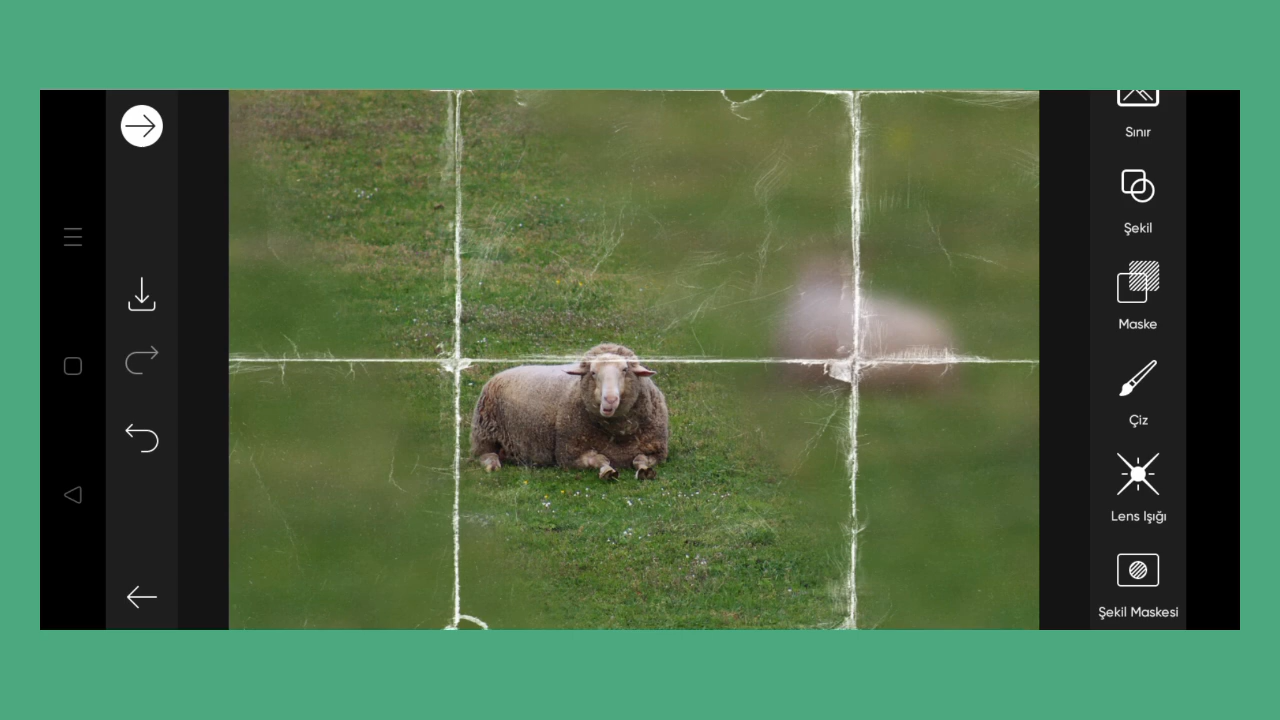 Sınır
Şekil
Maske
Çiz
Lens Işığı
Şekil Maskesi